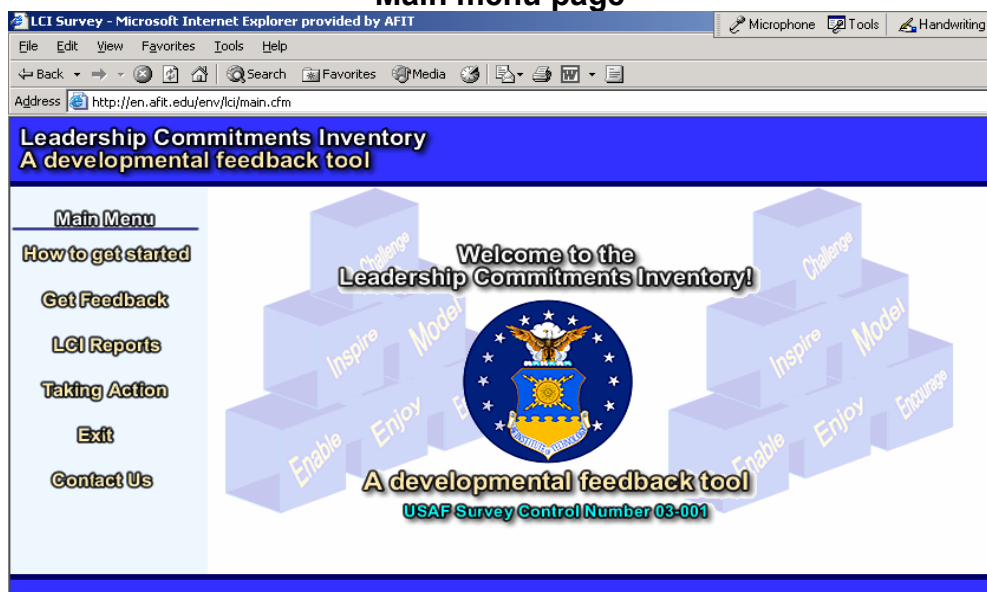 Main menu page
LCI Survey - Microsoft Internet Explorer provided by AFIT
Microphone Tools Handwriting
File Edit View Favorites Tools Help
Back Search Favorites Media
Address http://en.afit.edu/env/lci/main.cfm
Leadership Commitments Inventory
A developmental feedback tool
Main Menu
How to get started
Get Feedback
LCI Reports
Taking Action
Exit
Contact Us
Welcome to the
Leadership Commitments Inventory!
Challenge
Inspire Model
Enable Enjoy
INSTITUTE OF TECHNOLOGY
Challenge
Inspire Model
Enable Enjoy Encourage
A developmental feedback tool
USAF Survey Control Number 03-001